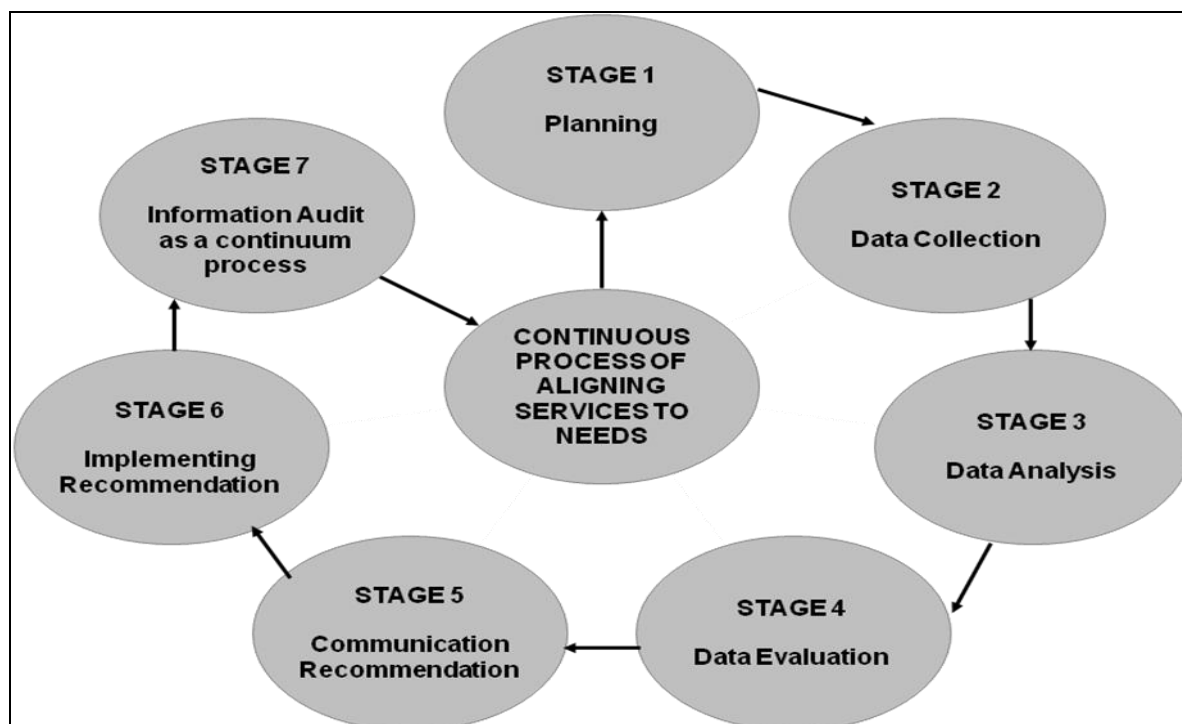 STAGE 1
Planning
STAGE 2
Data Collection
STAGE 3
Data Analysis
STAGE 4
Data Evaluation
STAGE 5
Communication
Recommendation
STAGE 6
Implementing
Recommendation
STAGE 7
Information Audit
as a continuum
process
CONTINUOUS
PROCESS OF
ALIGNING
SERVICES TO
NEEDS